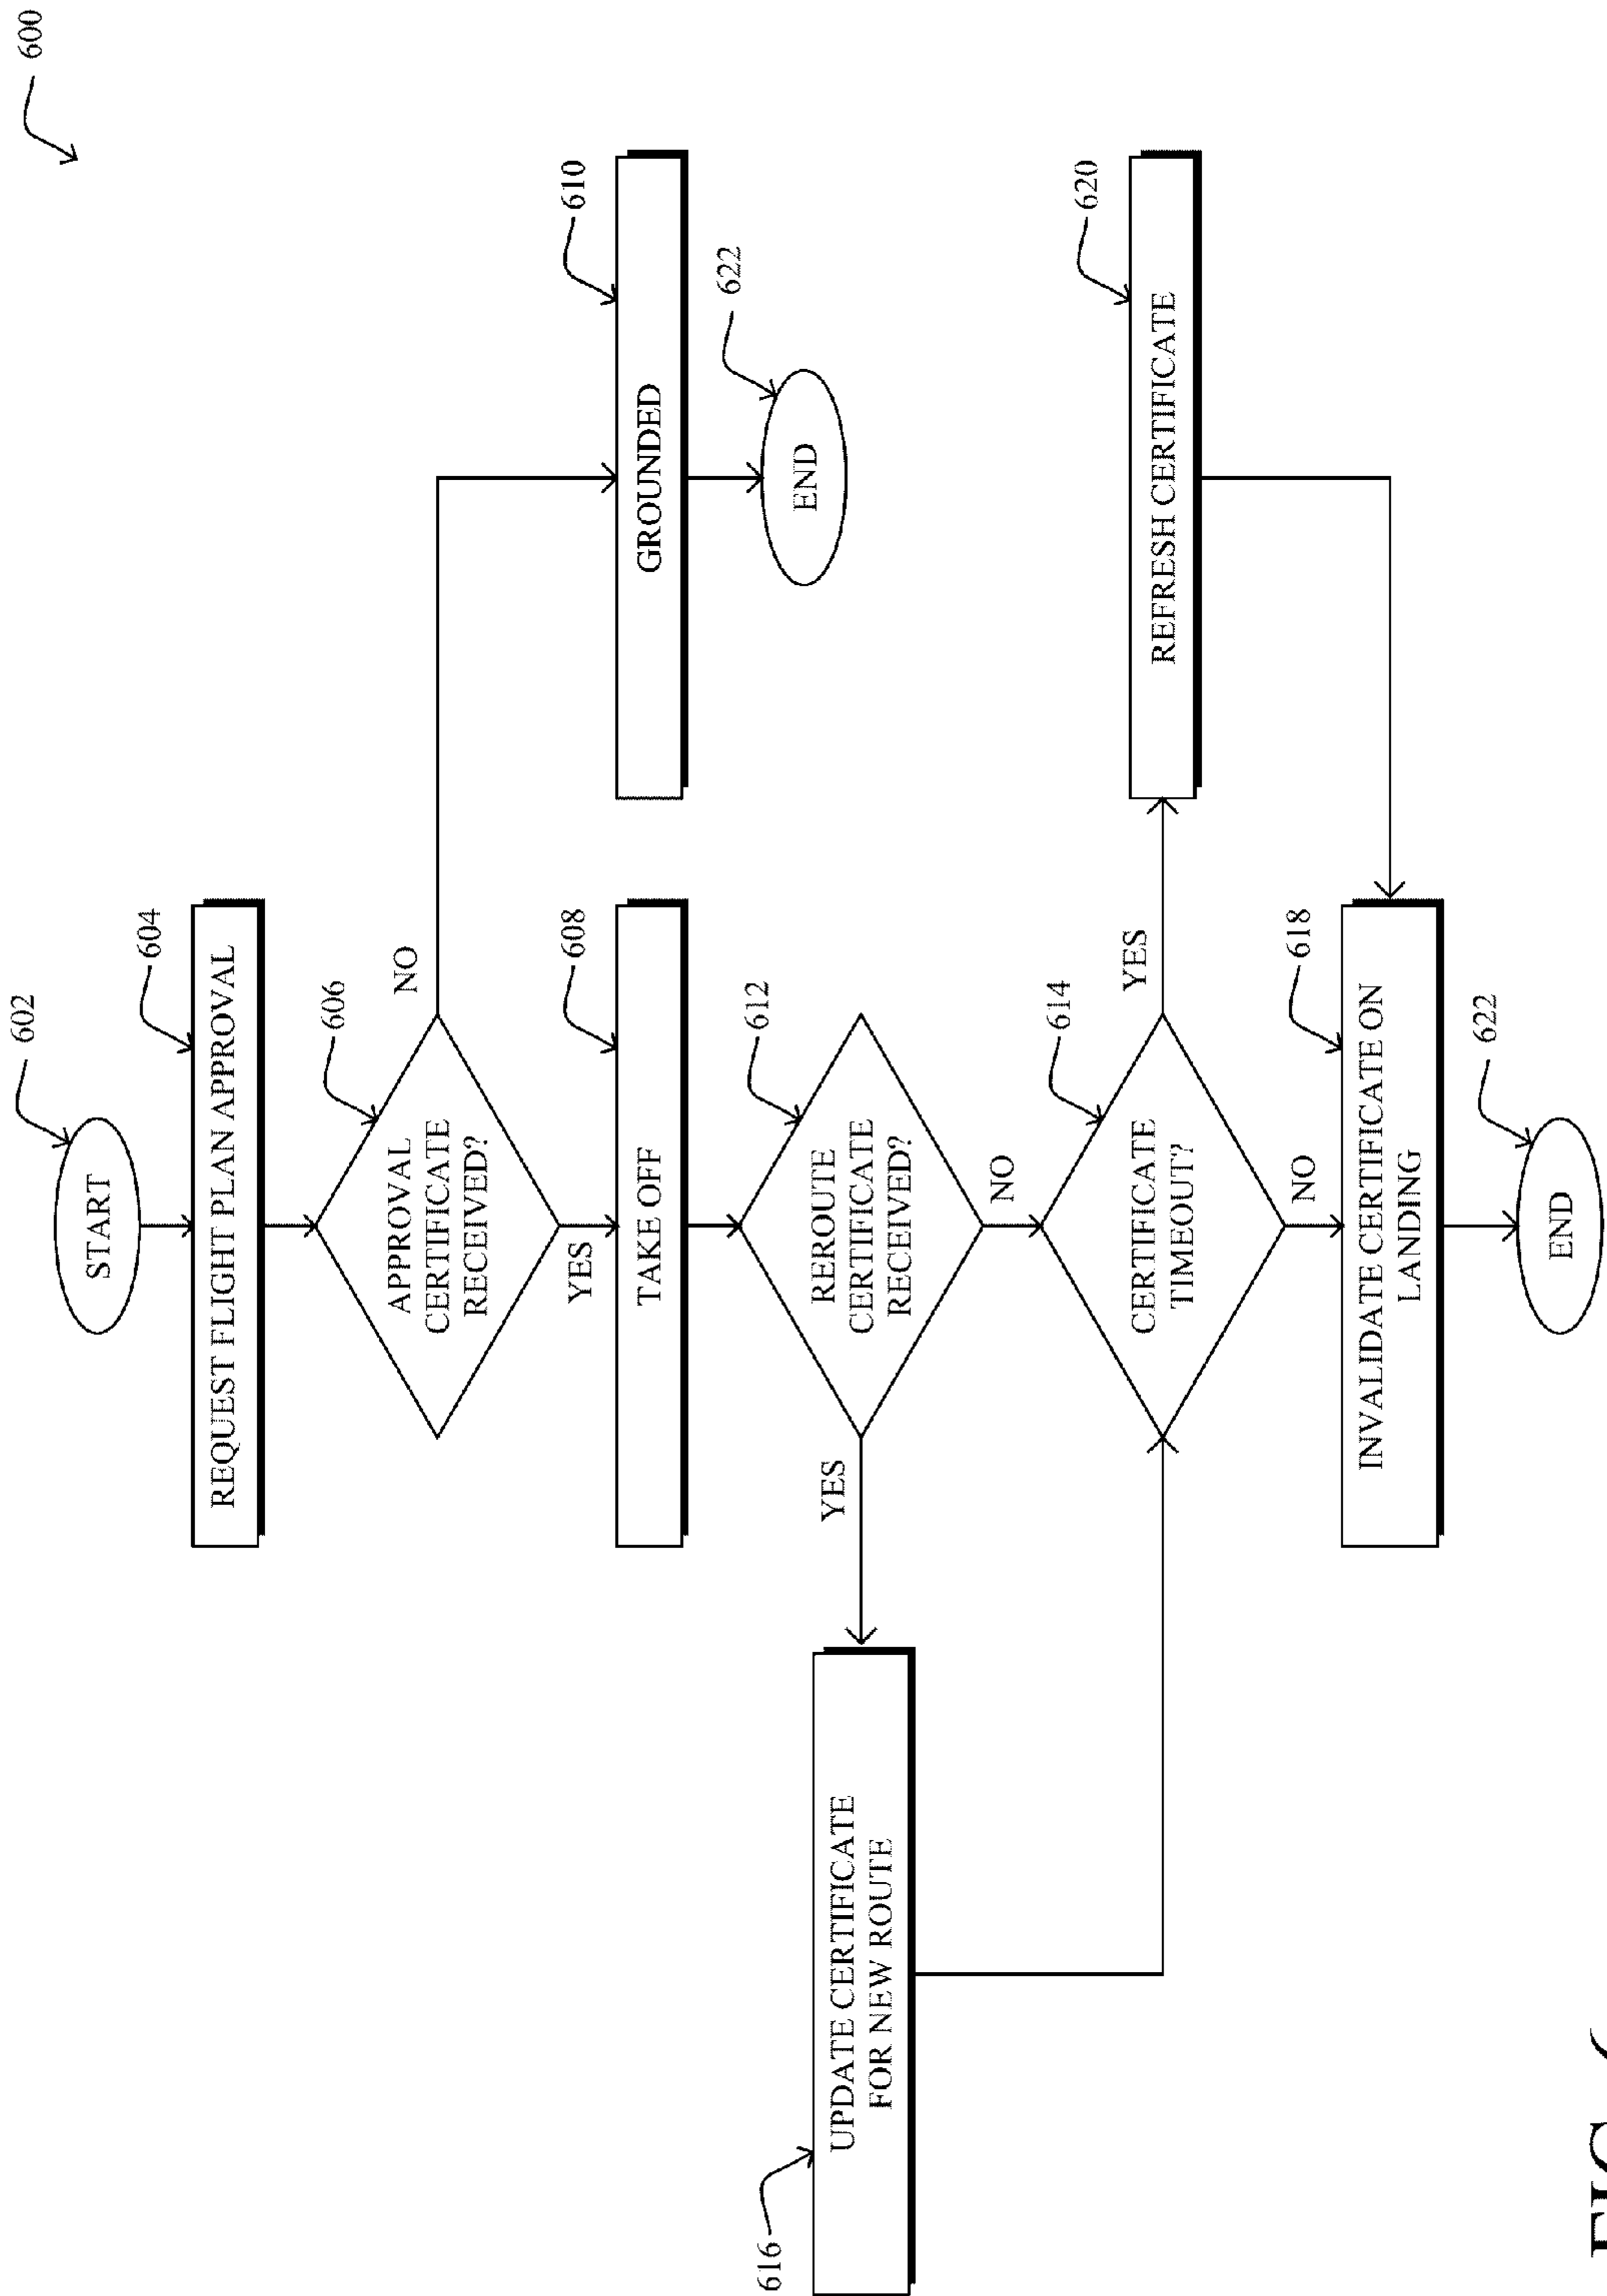 600
602
START
604
REQUEST FLIGHT PLAN APPROVAL
606
APPROVAL
CERTIFICATE
RECEIVED?
NO
YES
608
TAKE OFF
610
GROUNDED
622
END
612
REROUTE
CERTIFICATE
RECEIVED?
YES
NO
616
UPDATE CERTIFICATE
FOR NEW ROUTE
614
CERTIFICATE
TIMEOUT?
YES
NO
620
REFRESH CERTIFICATE
618
INVALIDATE CERTIFICATE ON
LANDING
622
END
FIG.